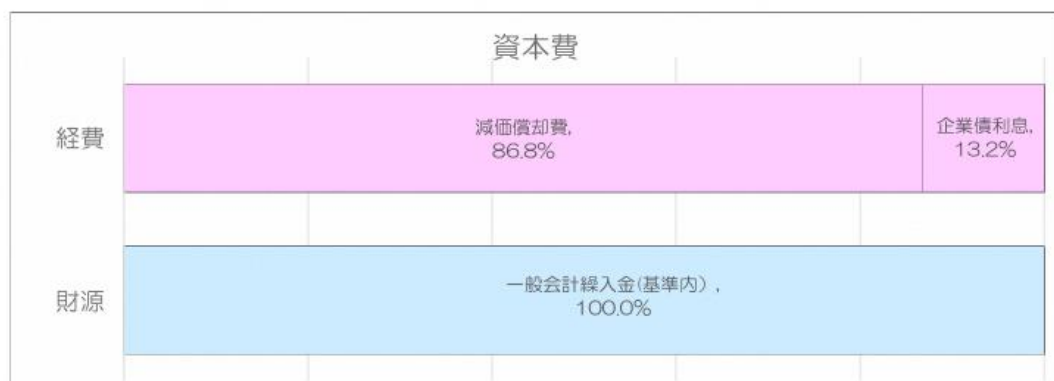 資本費
経費
減価償却費,
86.8%
企業債利息,
13.2%
財源
一般会計繰入金(基準内) ,
100.0%